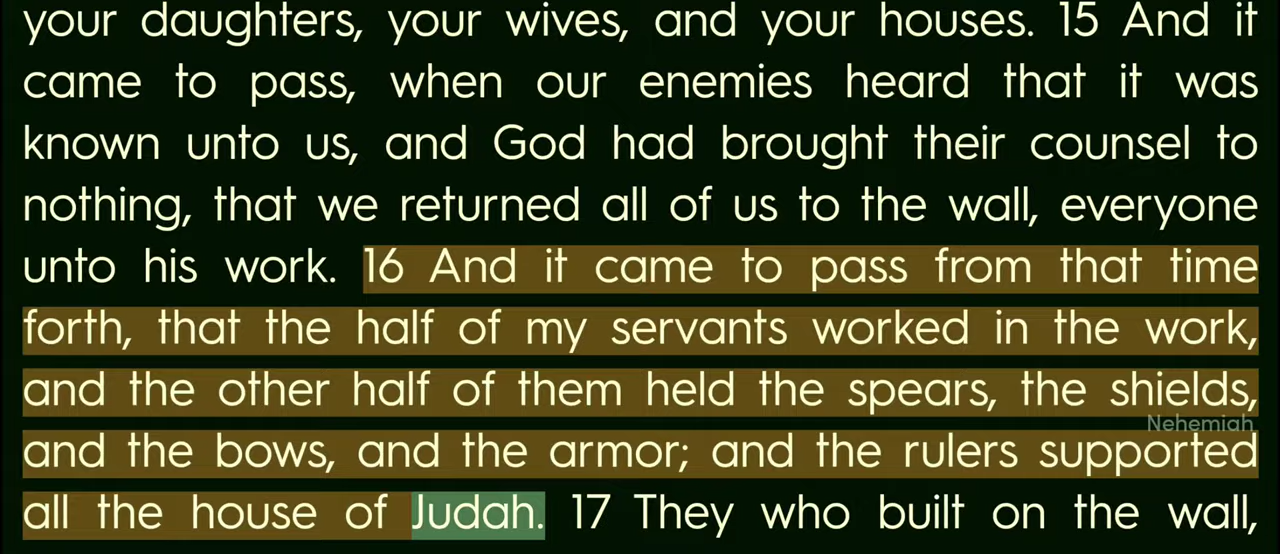 your daughters, your wives, and your houses. 15 And it
came to pass, when our enemies heard that it was
known unto us, and God had brought their counsel to
nothing, that we returned all of us to the wall, everyone
unto his work. 16 And it came to pass from that time
forth, that the half of my servants worked in the work,
and the other half of them held the spears, the shields,
Nehemiah
and the bows, and the armor; and the rulers supported
all the house of Judah. 17 They who built on the wall,